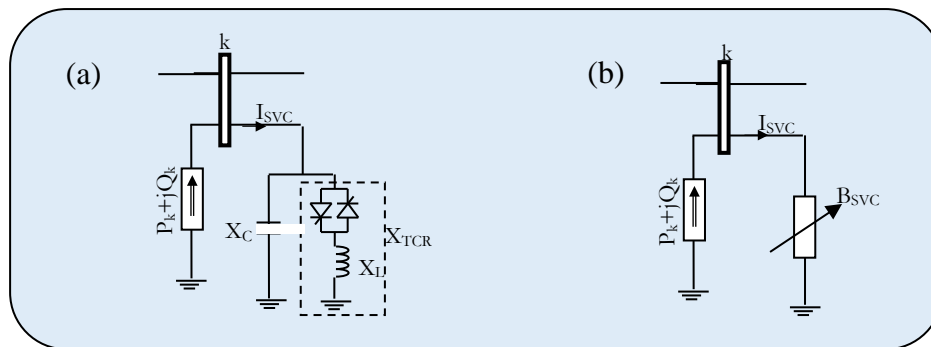 (a)
k
I_SVC
P_k+jQ_k
X_C
X_TCR
X_L
(b)
k
I_SVC
P_k+jQ_k
B_SVC